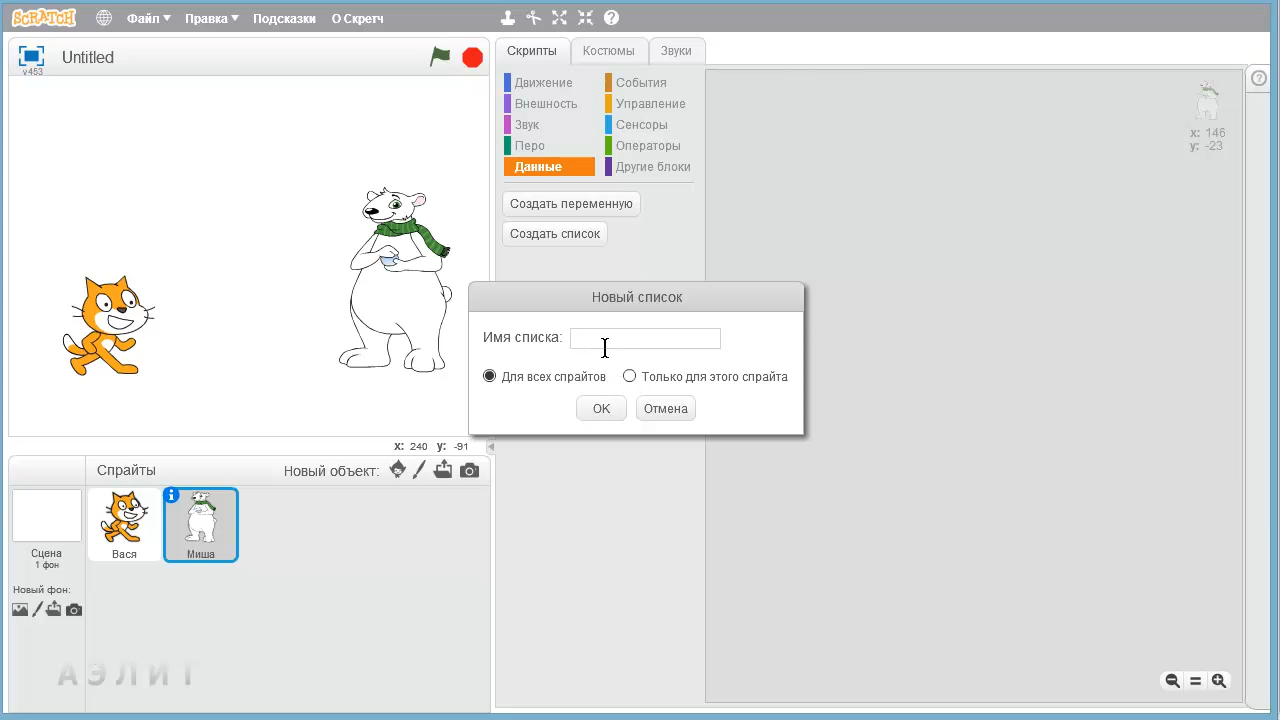 SCRATCH
Файл
Правка
Подсказки
О Скретч
v453
Untitled
Скрипты
Костюмы
Звуки
Движение
События
Внешность
Управление
Звук
Сенсоры
Перо
Операторы
Данные
Другие блоки
x: 146
y: -23
Создать переменную
Создать список
Новый список
Имя списка:
Для всех спрайтов
Только для этого спрайта
OK
Отмена
x: 240 y: -91
Спрайты
Новый объект:
Сцена
1 фон
Вася
Миша
Новый фон:
АЭЛИТ